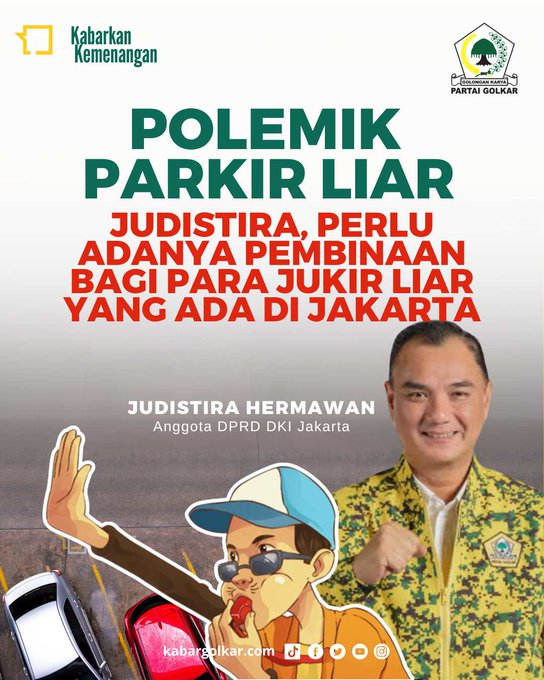 Kabarkan
Kemenangan
GOLONGAN KARYA
PARTAI GOLKAR
POLEMIK
PARKIR LIAR
JUDISTIRA, PERLU
ADANYA PEMBINAAN
BAGI PARA JUKIR LIAR
YANG ADA DI JAKARTA
JUDISTIRA HERMAWAN
Anggota DPRD DKI Jakarta
kabargolkar.com